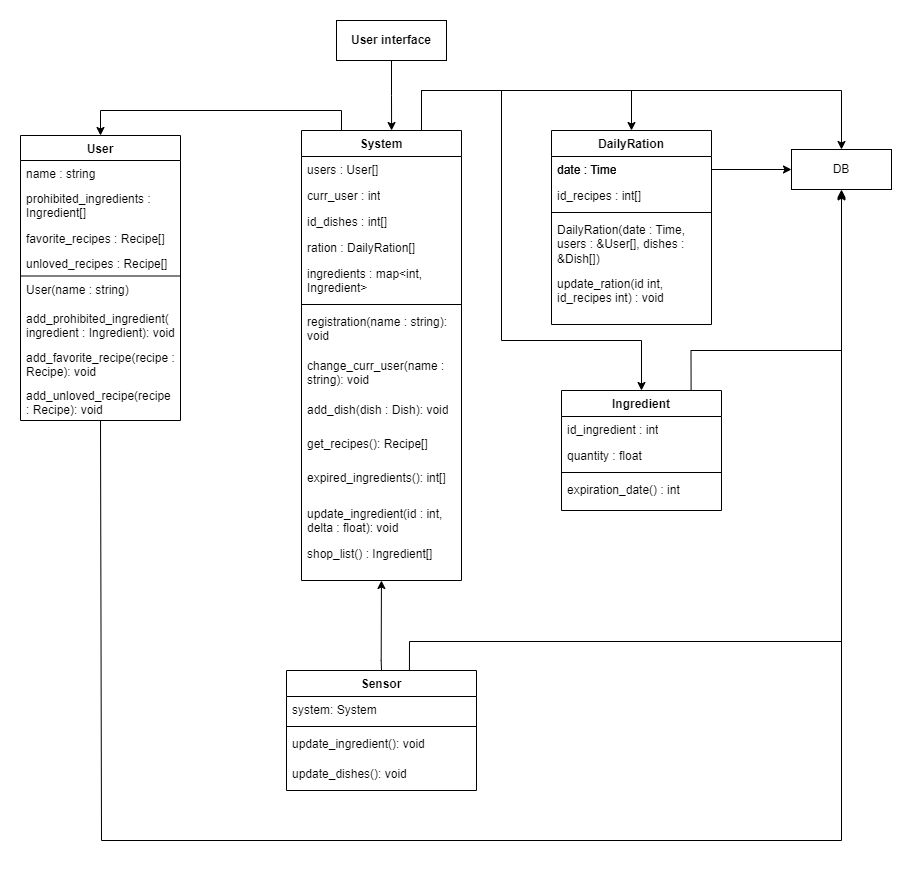 User interface
User
name : string
prohibited_ingredients :
Ingredient[]
favorite_recipes : Recipe[]
unloved_recipes : Recipe[]
User(name : string)
add_prohibited_ingredient(
ingredient : Ingredient): void
add_favorite_recipe(recipe :
Recipe): void
add_unloved_recipe(recipe
: Recipe): void
System
users : User[]
curr_user : int
id_dishes : int[]
ration : DailyRation[]
ingredients : map<int,
Ingredient>
registration(name : string):
void
change_curr_user(name :
string): void
add_dish(dish : Dish): void
get_recipes(): Recipe[]
expired_ingredients(): int[]
update_ingredient(id : int,
delta : float): void
shop_list() : Ingredient[]
DailyRation
date : Time
id_recipes : int[]
DailyRation(date : Time,
users : &User[], dishes :
&Dish[])
update_ration(id int,
id_recipes int) : void
DB
Ingredient
id_ingredient : int
quantity : float
expiration_date() : int
Sensor
system: System
update_ingredient(): void
update_dishes(): void